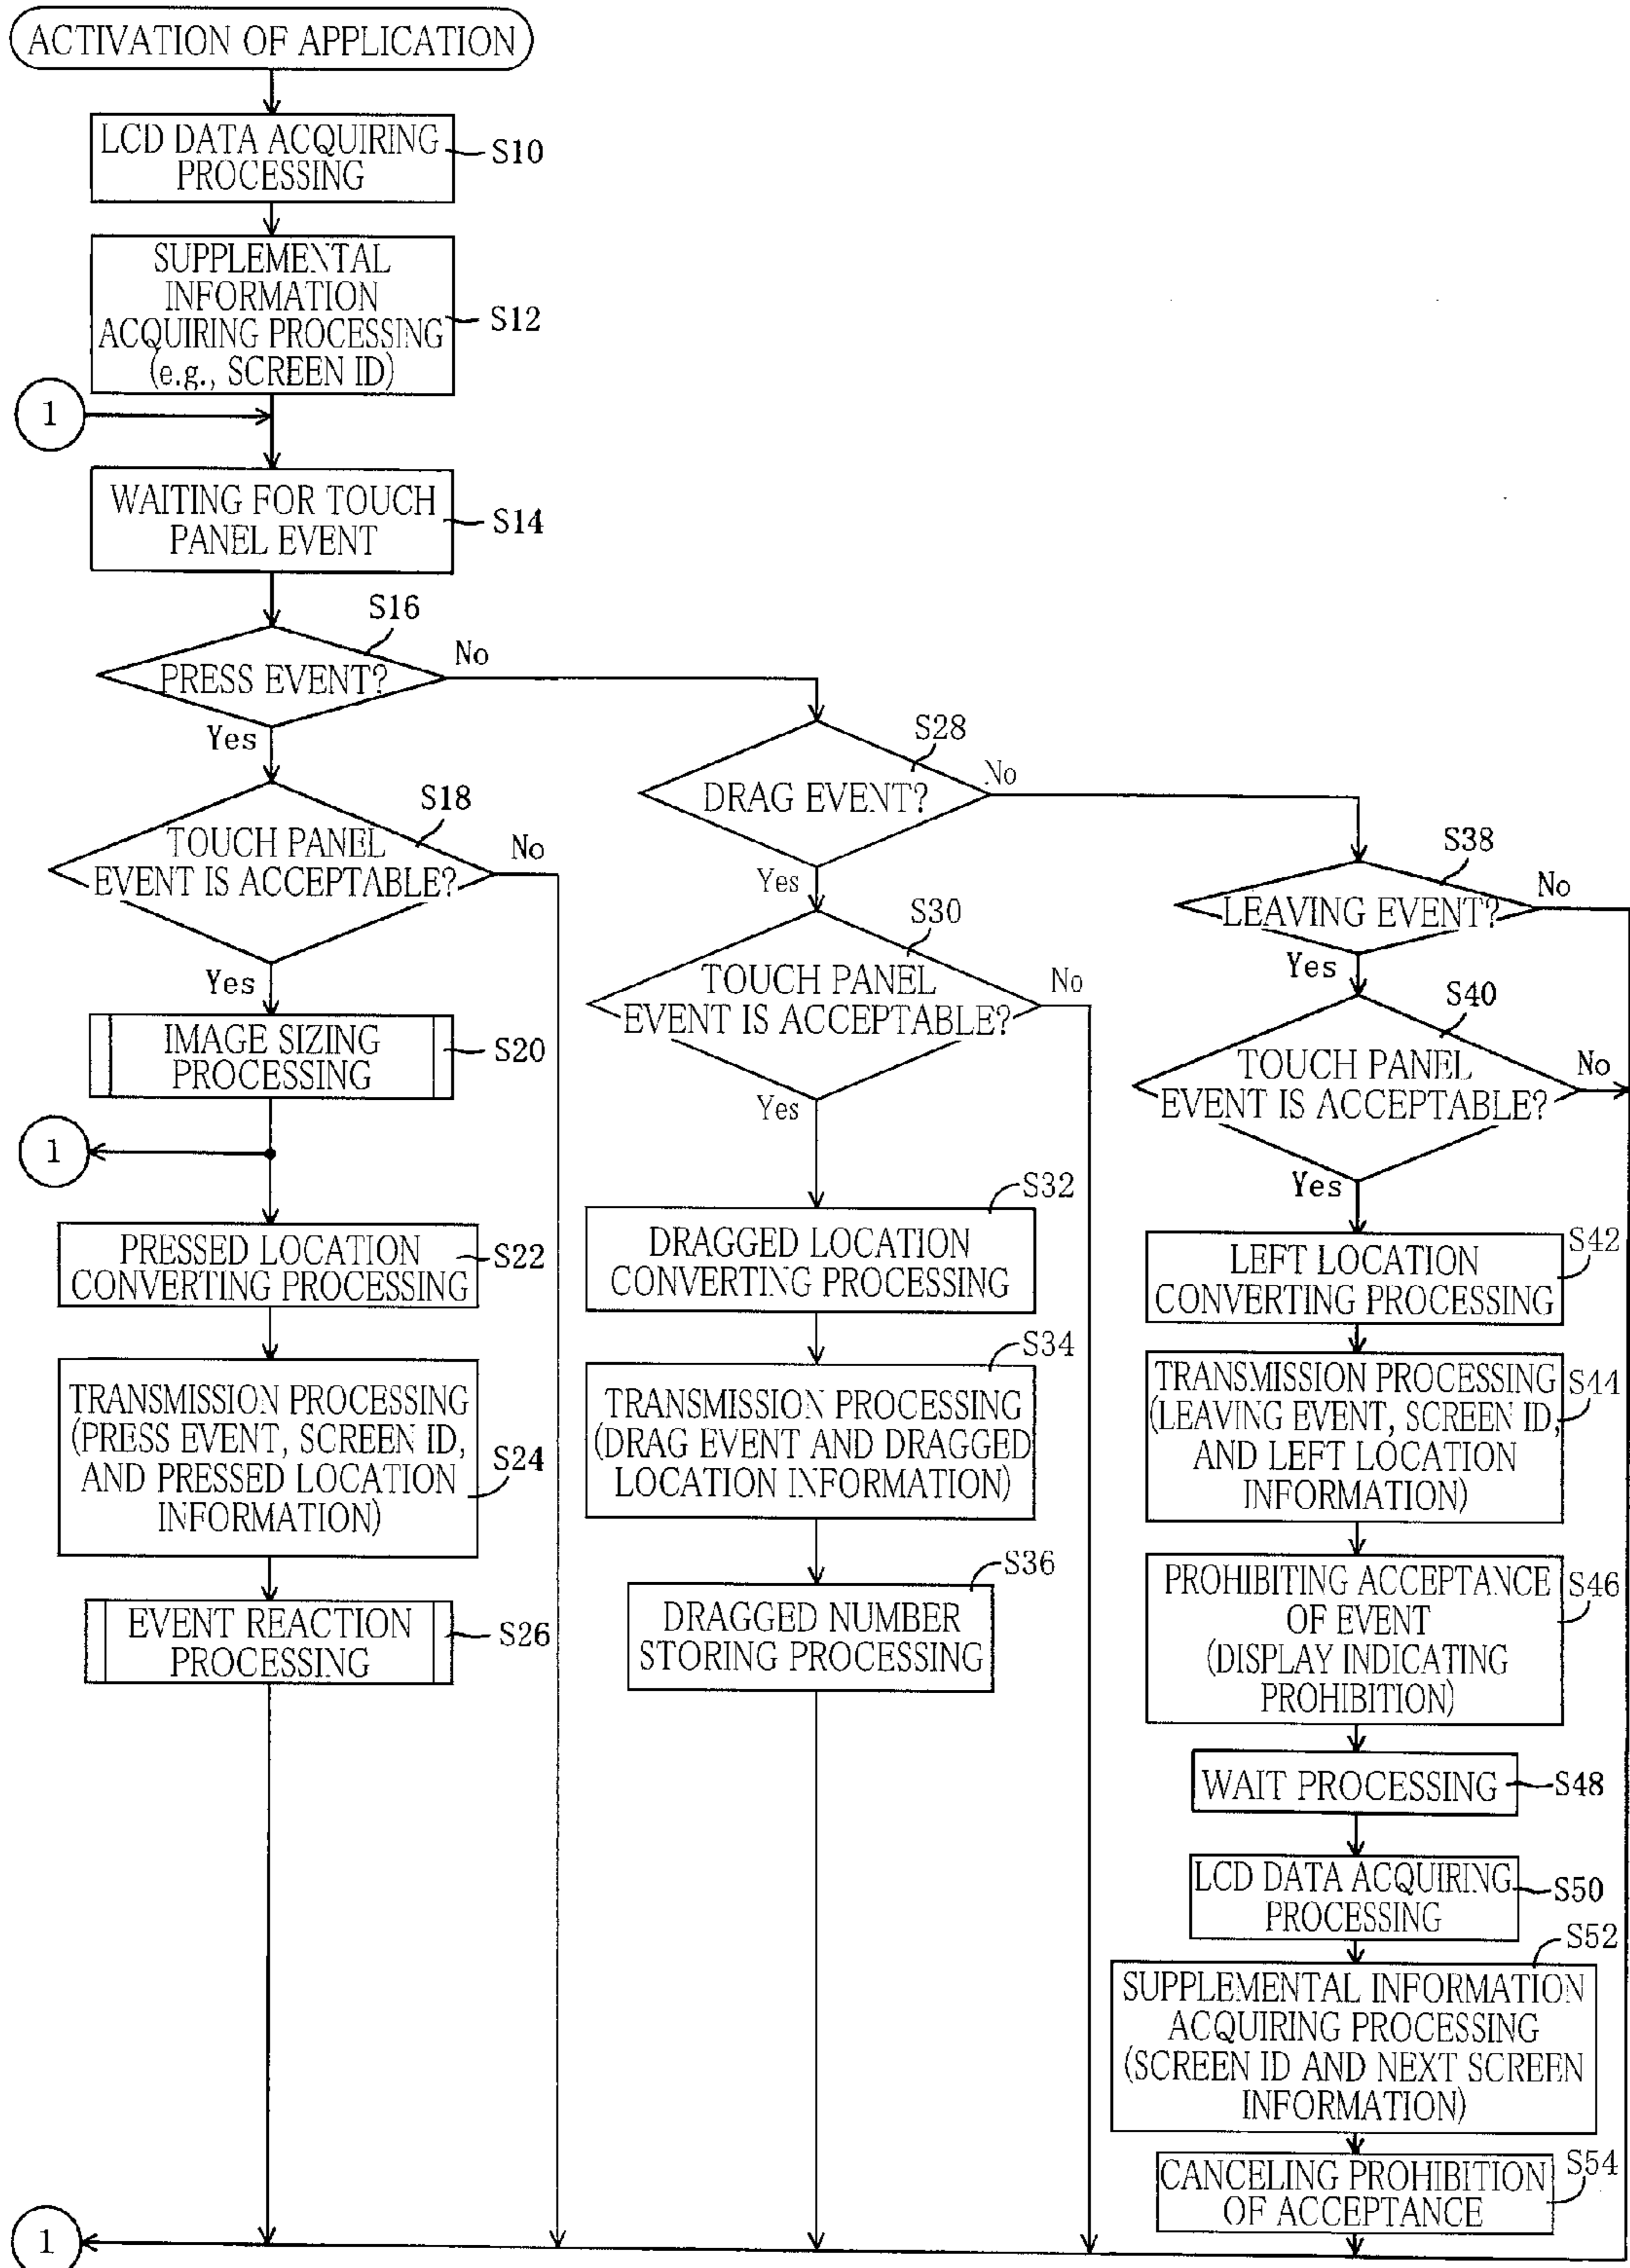 ACTIVATION OF APPLICATION
LCD DATA ACQUIRING
PROCESSING
S10
SUPPLEMENTAL
INFORMATION
ACQUIRING PROCESSING
(e.g., SCREEN ID)
S12
1
WAITING FOR TOUCH
PANEL EVENT
S14
S16
PRESS EVENT?
No
Yes
S18
TOUCH PANEL
EVENT IS ACCEPTABLE?
No
Yes
IMAGE SIZING
PROCESSING
S20
1
PRESSED LOCATION
CONVERTING PROCESSING
S22
TRANSMISSION PROCESSING
(PRESS EVENT, SCREEN ID,
AND PRESSED LOCATION
INFORMATION)
S24
EVENT REACTION
PROCESSING
S26
S28
DRAG EVENT?
No
Yes
S30
TOUCH PANEL
EVENT IS ACCEPTABLE?
No
Yes
S32
DRAGGED LOCATION
CONVERTING PROCESSING
S34
TRANSMISSION PROCESSING
(DRAG EVENT AND DRAGGED
LOCATION INFORMATION)
S36
DRAGGED NUMBER
STORING PROCESSING
S38
LEAVING EVENT?
No
Yes
S40
TOUCH PANEL
EVENT IS ACCEPTABLE?
No
Yes
LEFT LOCATION
CONVERTING PROCESSING
S42
TRANSMISSION PROCESSING
(LEAVING EVENT, SCREEN ID,
AND LEFT LOCATION
INFORMATION)
S44
PROHIBITING ACCEPTANCE
OF EVENT
(DISPLAY INDICATING
PROHIBITION)
S46
WAIT PROCESSING
S48
LCD DATA ACQUIRING
PROCESSING
S50
S52
SUPPLEMENTAL INFORMATION
ACQUIRING PROCESSING
(SCREEN ID AND NEXT SCREEN
INFORMATION)
CANCELING PROHIBITION
OF ACCEPTANCE
S54
1